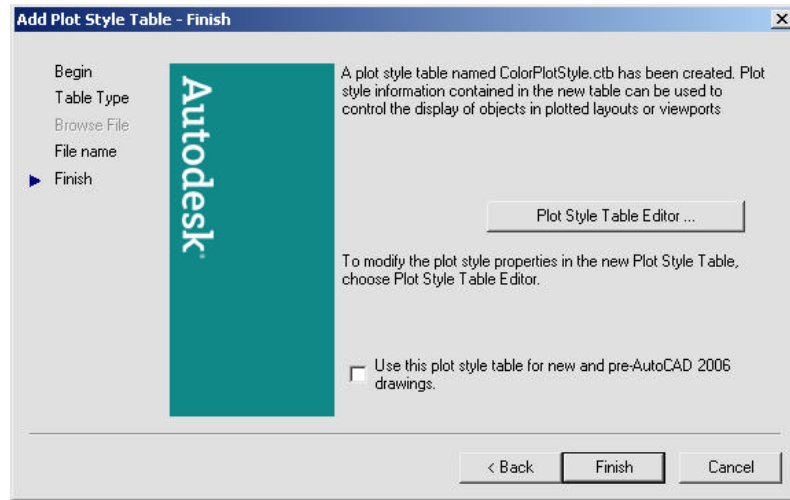 Add Plot Style Table - Finish
Begin
Table Type
Browse File
File name
Finish
Autodesk
A plot style table named ColorPlotStyle.ctb has been created. Plot
style information contained in the new table can be used to
control the display of objects in plotted layouts or viewports
Plot Style Table Editor ...
To modify the plot style properties in the new Plot Style Table,
choose Plot Style Table Editor.
Use this plot style table for new and pre-AutoCAD 2006
drawings.
< Back
Finish
Cancel